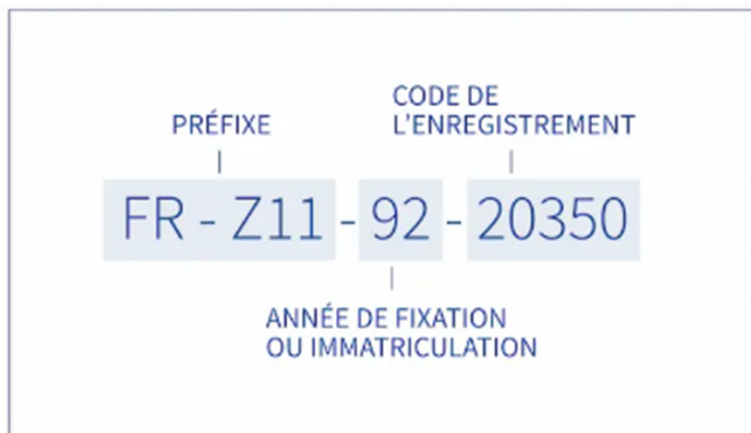 PRÉFIXE
CODE DE
L'ENREGISTREMENT
FR - Z11 - 92 - 20350
ANNÉE DE FIXATION
OU IMMATRICULATION